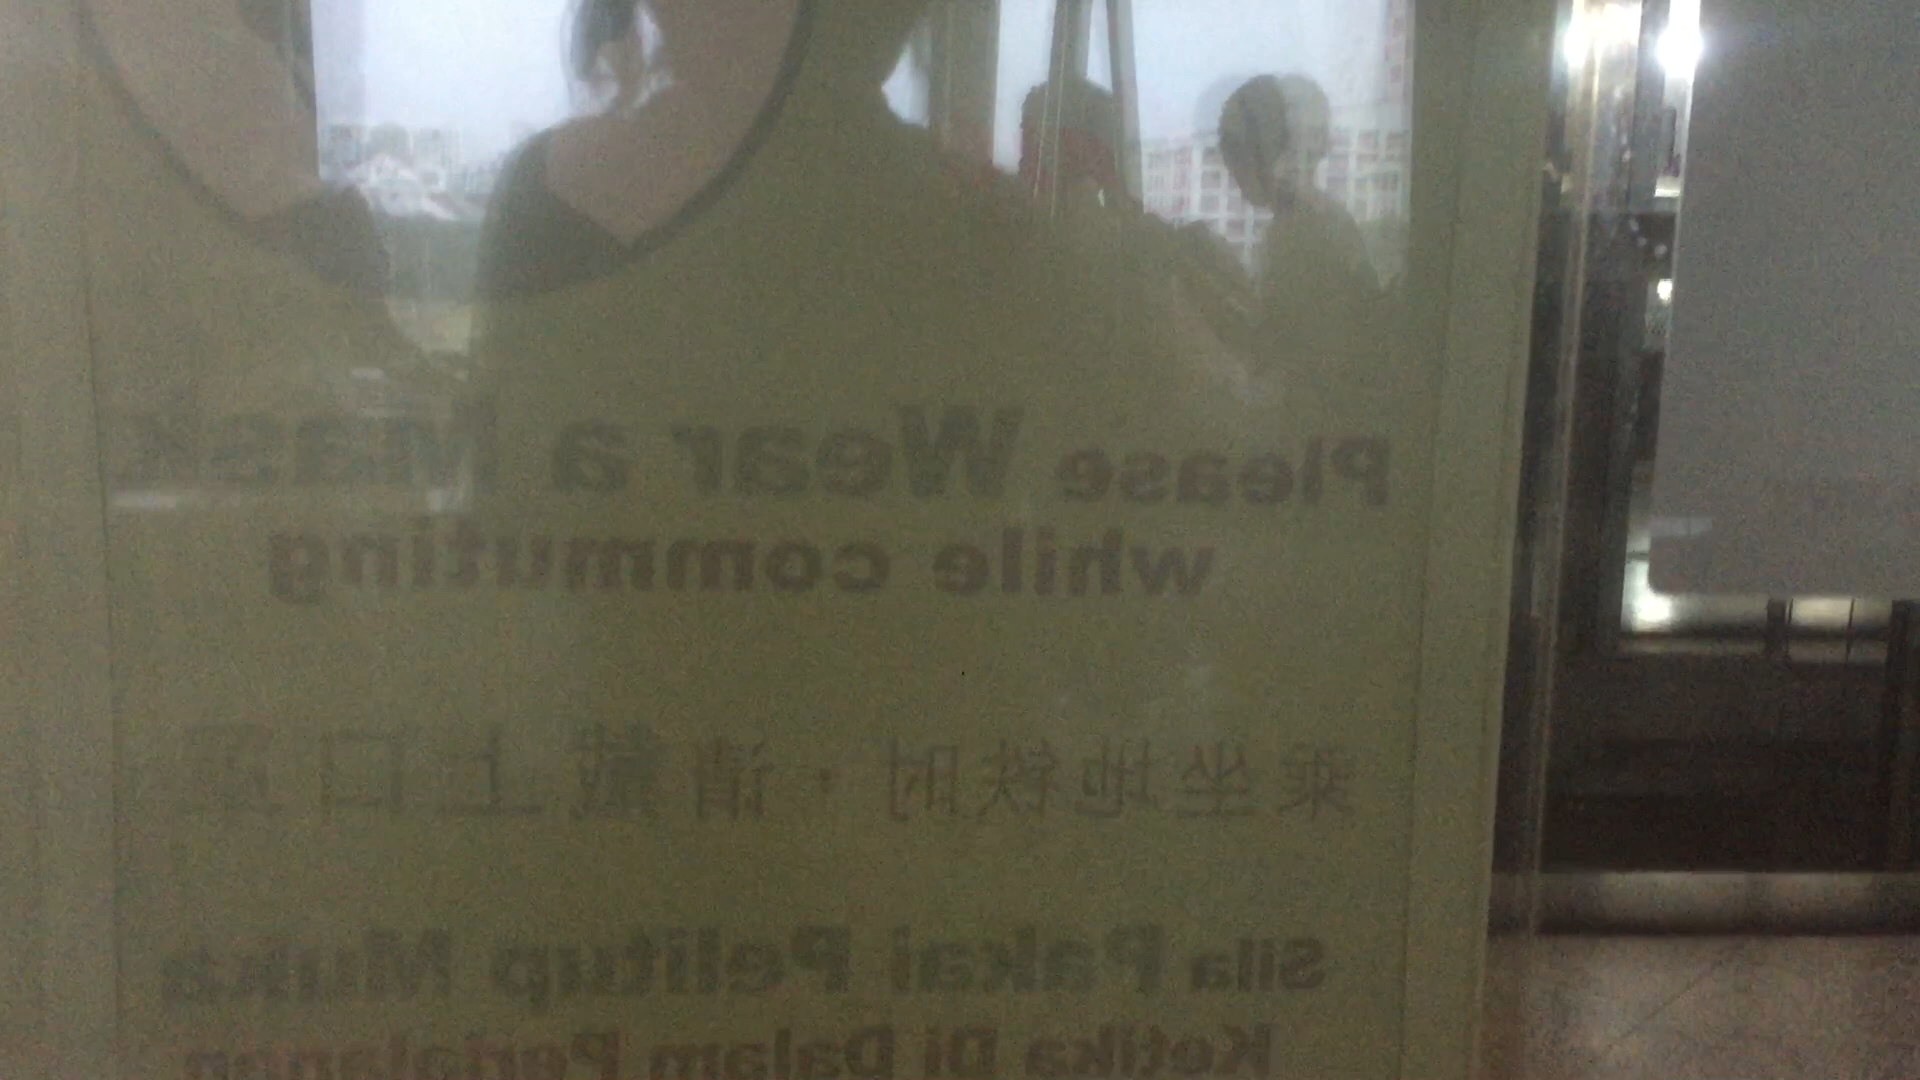 Please Wear a Mask
while commuting
乘坐地铁时，请戴上口罩
Sila Pakai Pelitup Muka
Ketika Di Dalam Perjalanan